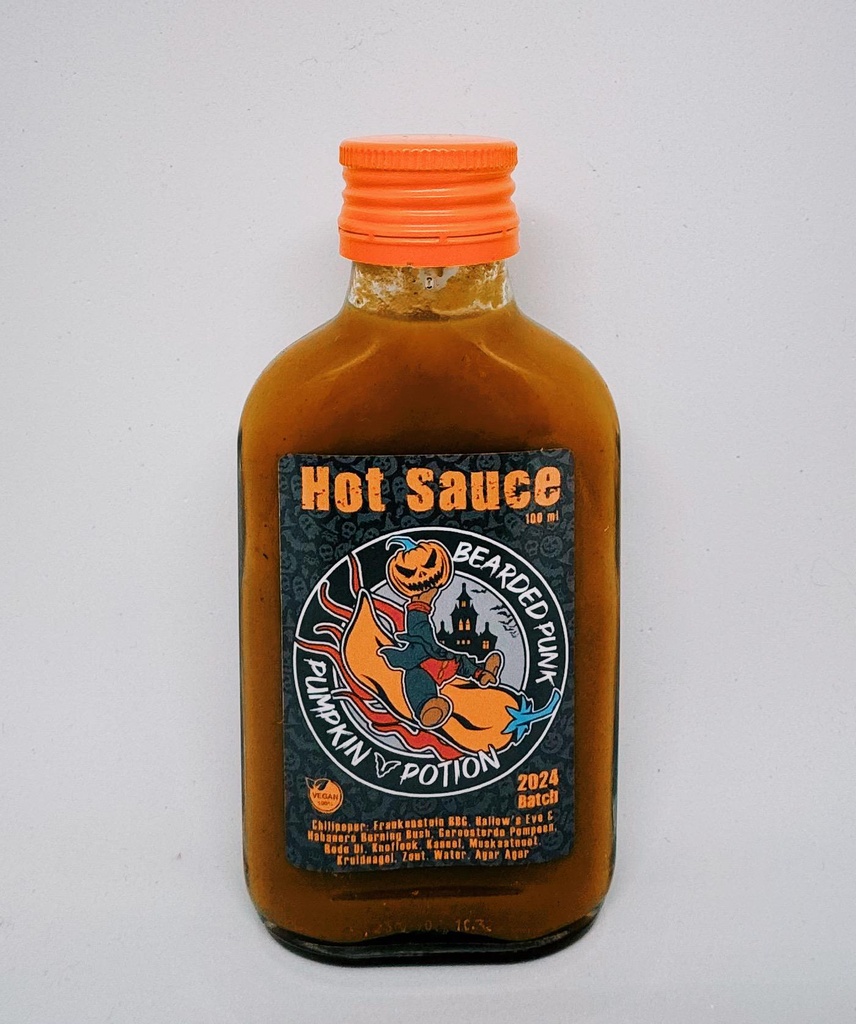 Hot Sauce
100 ml
BEARDED PUNK
PUMPKIN POTION
VEGAN
100%
2024
Batch
Chilipeper: Frankenstein BBG, Hallow's Eve &
Habanero Burning Bush, Geroosterde Pompoen,
Rode Ui, Knoflook, Kaneel, Muskaatnoot,
Kruidnagel, Zout, Water, Agar Agar